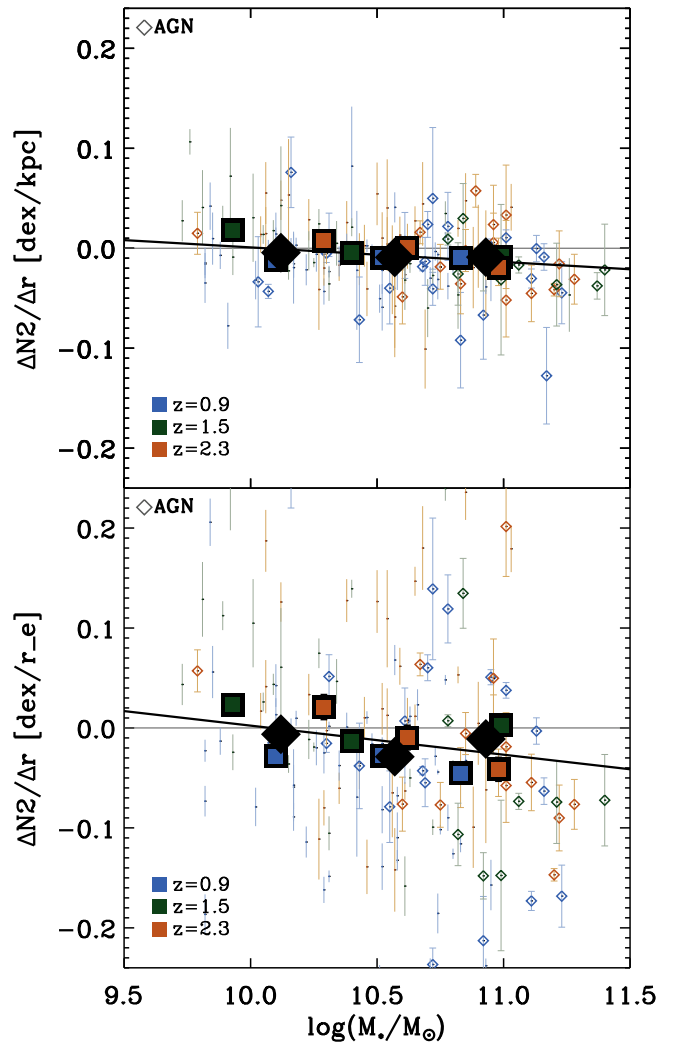 0.2
◇AGN
0.1
0.0
−0.1
−0.2
ΔN2/Δr [dex/kpc]
z=0.9
z=1.5
z=2.3
0.2
◇AGN
0.1
0.0
−0.1
−0.2
ΔN2/Δr [dex/r_e]
z=0.9
z=1.5
z=2.3
9.5 10.0 10.5 11.0 11.5
log(M⋆/M⊙)